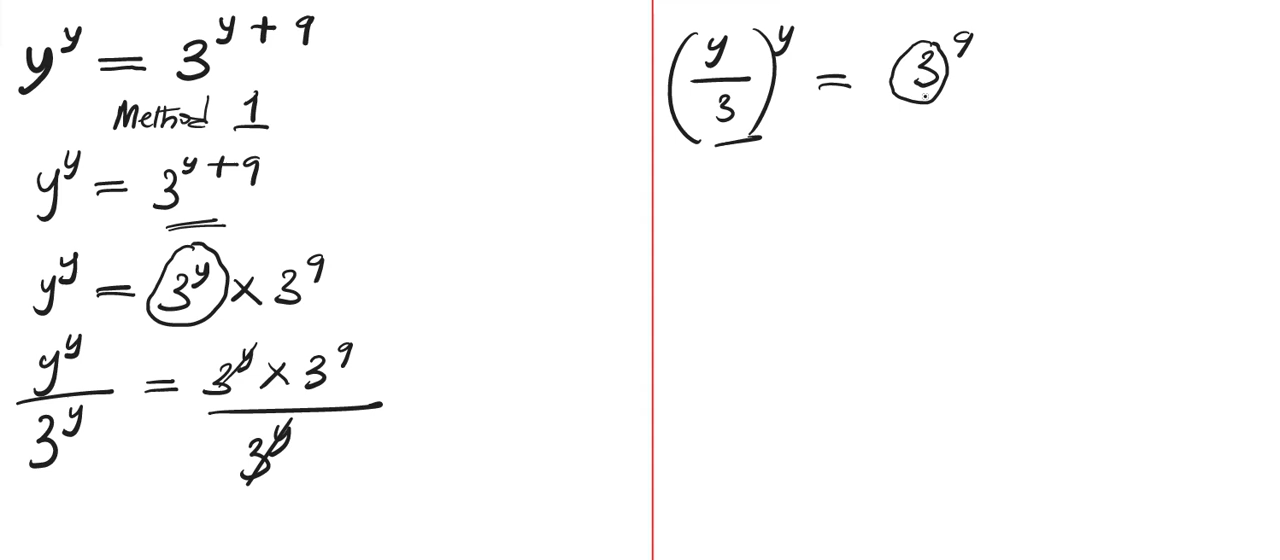 y^y = 3^{y + 9}
Method 1
y^y = 3^{y + 9}
y^y = 3^y × 3^9
y^y / 3^y = 3^y × 3^9 / 3^y
(y / 3)^y = 3^9